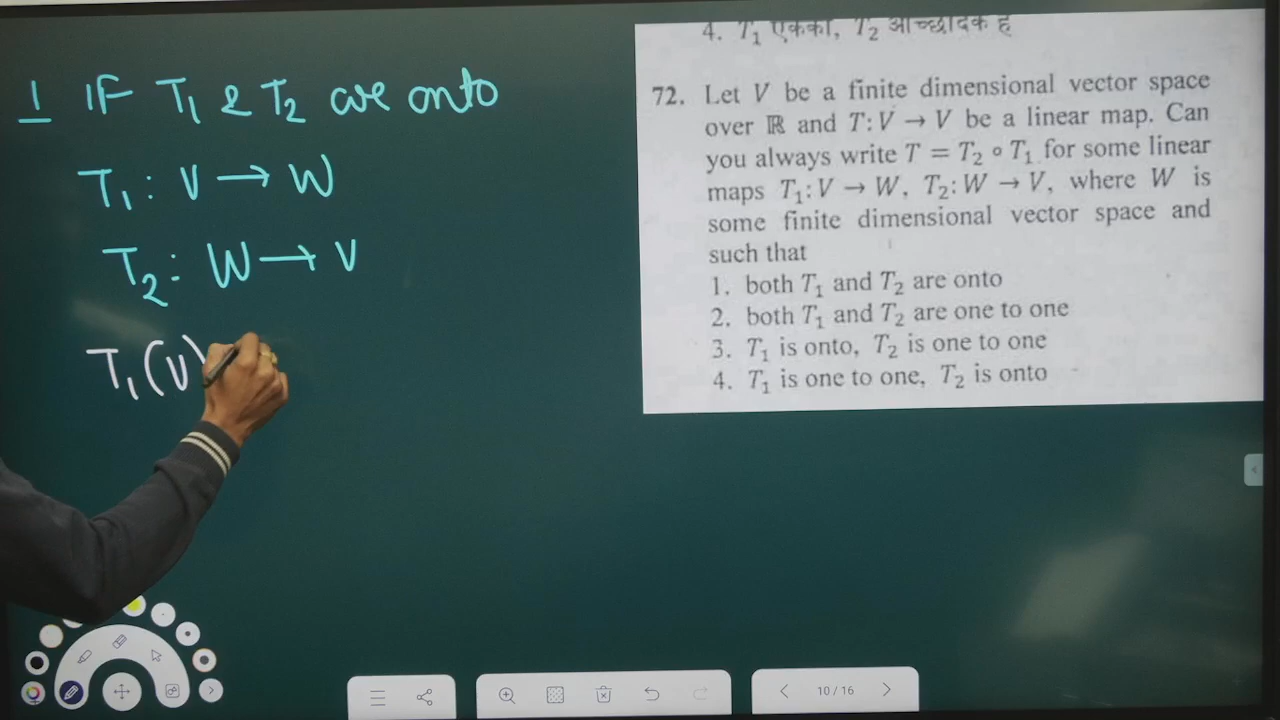 1 IF T₁ & T₂ are onto
T₁ : V → W
T₂ : W → V
T₁(V)
4. T₁ एकैकी, T₂ आच्छादक है
72. Let V be a finite dimensional vector space
over ℝ and T: V → V be a linear map. Can
you always write T = T₂ ∘ T₁ for some linear
maps T₁: V → W, T₂: W → V, where W is
some finite dimensional vector space and
such that
1. both T₁ and T₂ are onto
2. both T₁ and T₂ are one to one
3. T₁ is onto, T₂ is one to one
4. T₁ is one to one, T₂ is onto
10 / 16